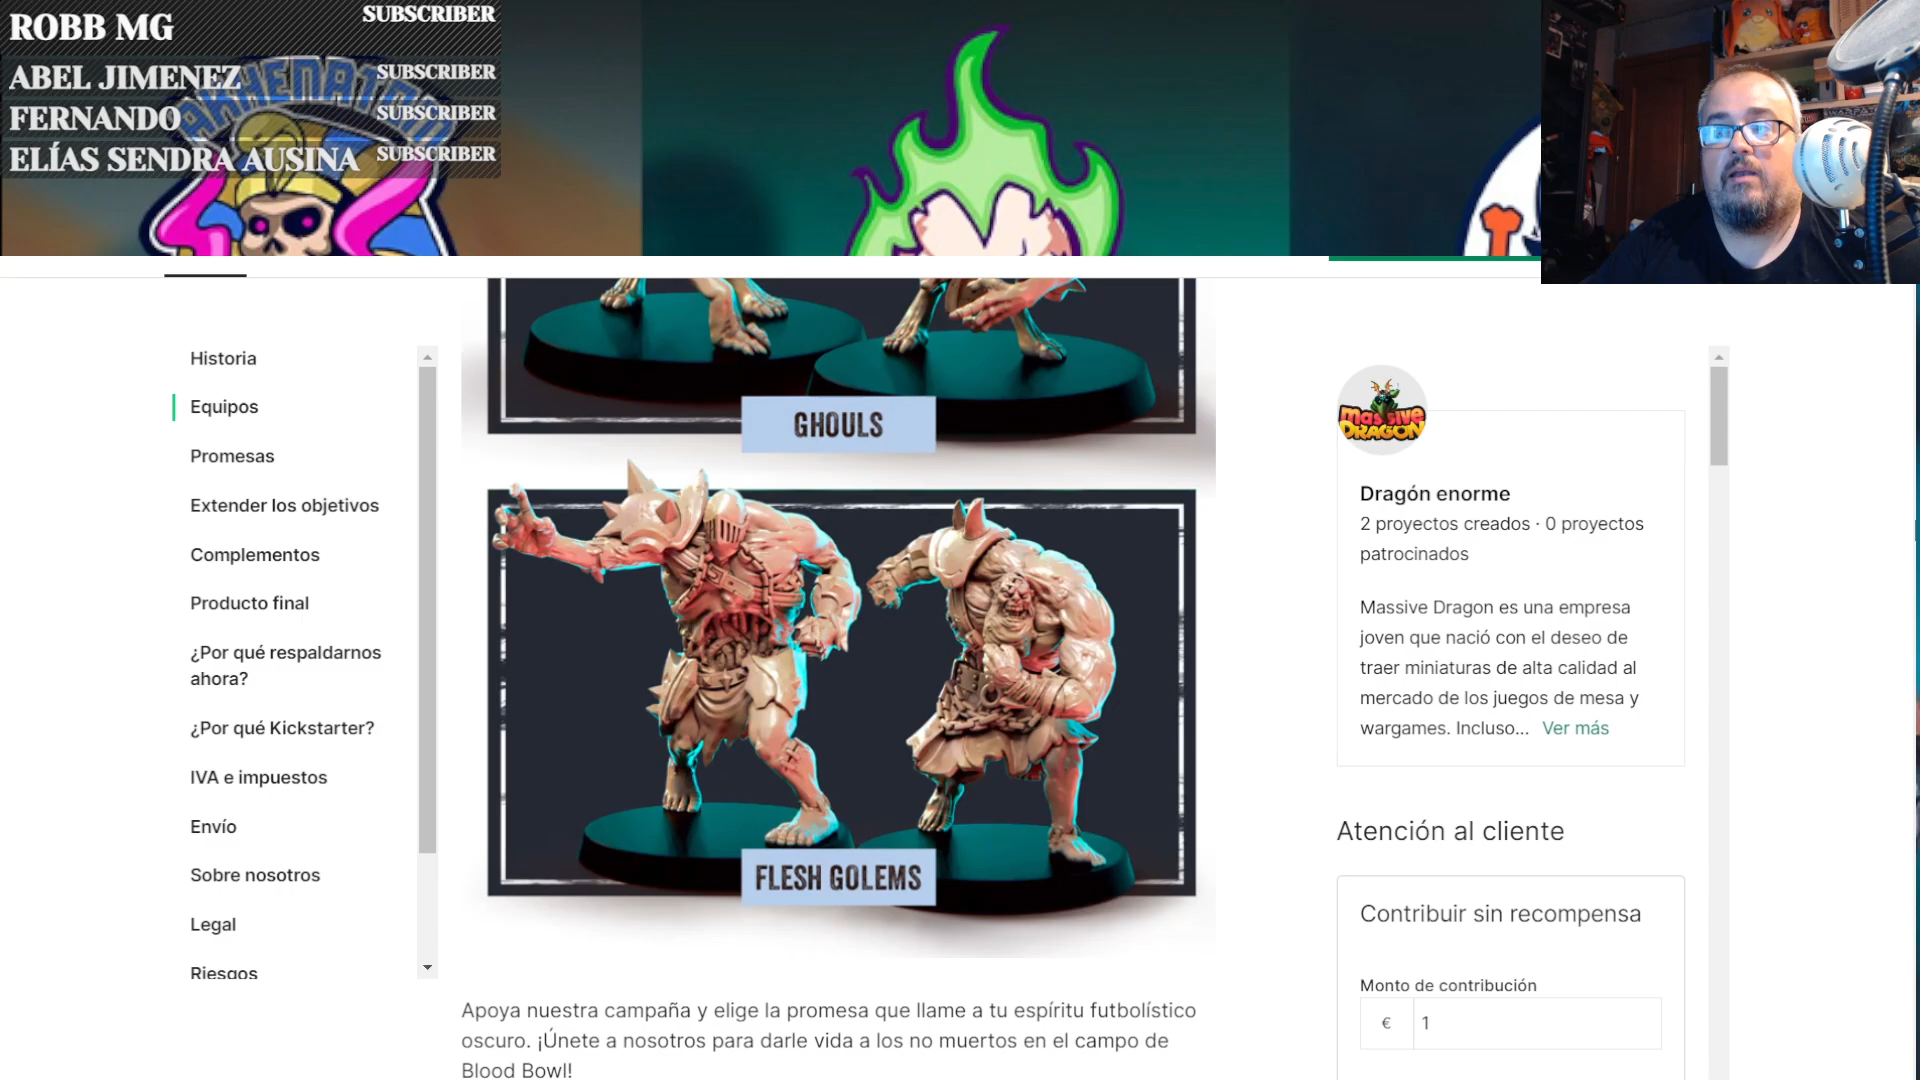 ROBB MG SUBSCRIBER
ABEL JIMENEZ SUBSCRIBER
FERNANDO SUBSCRIBER
ELÍAS SENDRA AUSINA SUBSCRIBER
Historia
Equipos
Promesas
Extender los objetivos
Complementos
Producto final
¿Por qué respaldarnos
ahora?
¿Por qué Kickstarter?
IVA e impuestos
Envío
Sobre nosotros
Legal
Riesgos
GHOULS
FLESH GOLEMS
Apoya nuestra campaña y elige la promesa que llame a tu espíritu futbolístico
oscuro. ¡Únete a nosotros para darle vida a los no muertos en el campo de
Blood Bowl!
massive
DRAGON
Dragón enorme
2 proyectos creados · 0 proyectos
patrocinados
Massive Dragon es una empresa
joven que nació con el deseo de
traer miniaturas de alta calidad al
mercado de los juegos de mesa y
wargames. Incluso... Ver más
Atención al cliente
Contribuir sin recompensa
Monto de contribución
€ 1